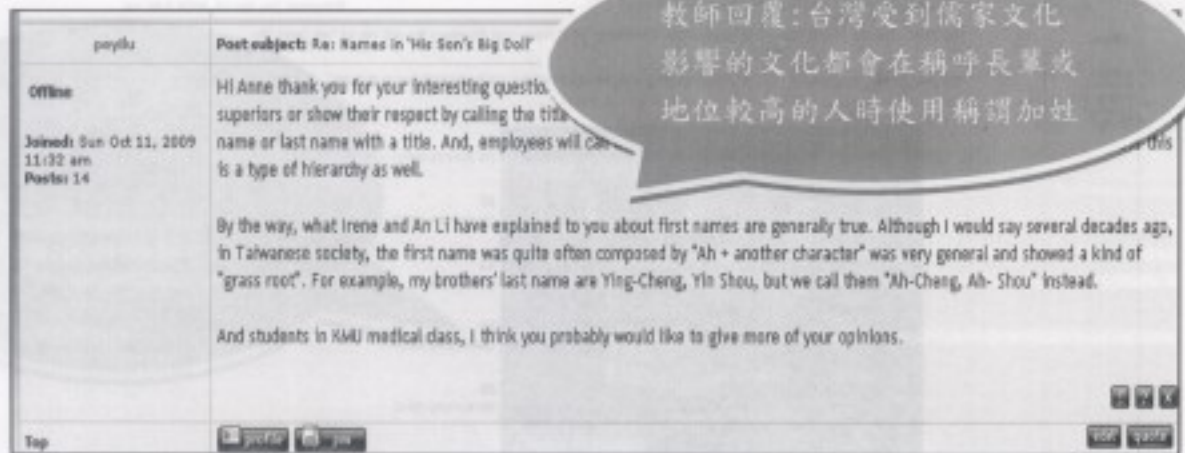 peyilu
Post subject: Re: Names in 'His Son's Big Doll'
教師回覆:台灣受到儒家文化
影響的文化都會在稱呼長輩或
地位較高的人時使用稱謂加姓
Offline
Joined: Sun Oct 11, 2009
11:32 am
Posts: 14
Hi Anne thank you for your interesting
superiors or show their respect by calling the
name or last name with a title. And, employees will this
is a type of hierarchy as well.
By the way, what Irene and An Li have explained to you about first names are generally true. Although I would say several decades ago,
in Taiwanese society, the first name was quite often composed by "Ah + another character" was very general and showed a kind of
"grass root". For example, my brothers' last name are Ying-Cheng, Yin Shou, but we call them "Ah-Cheng, Ah- Shou" instead.
And students in KMU medical class, I think you probably would like to give more of your opinions.
Top
profile
edit quote